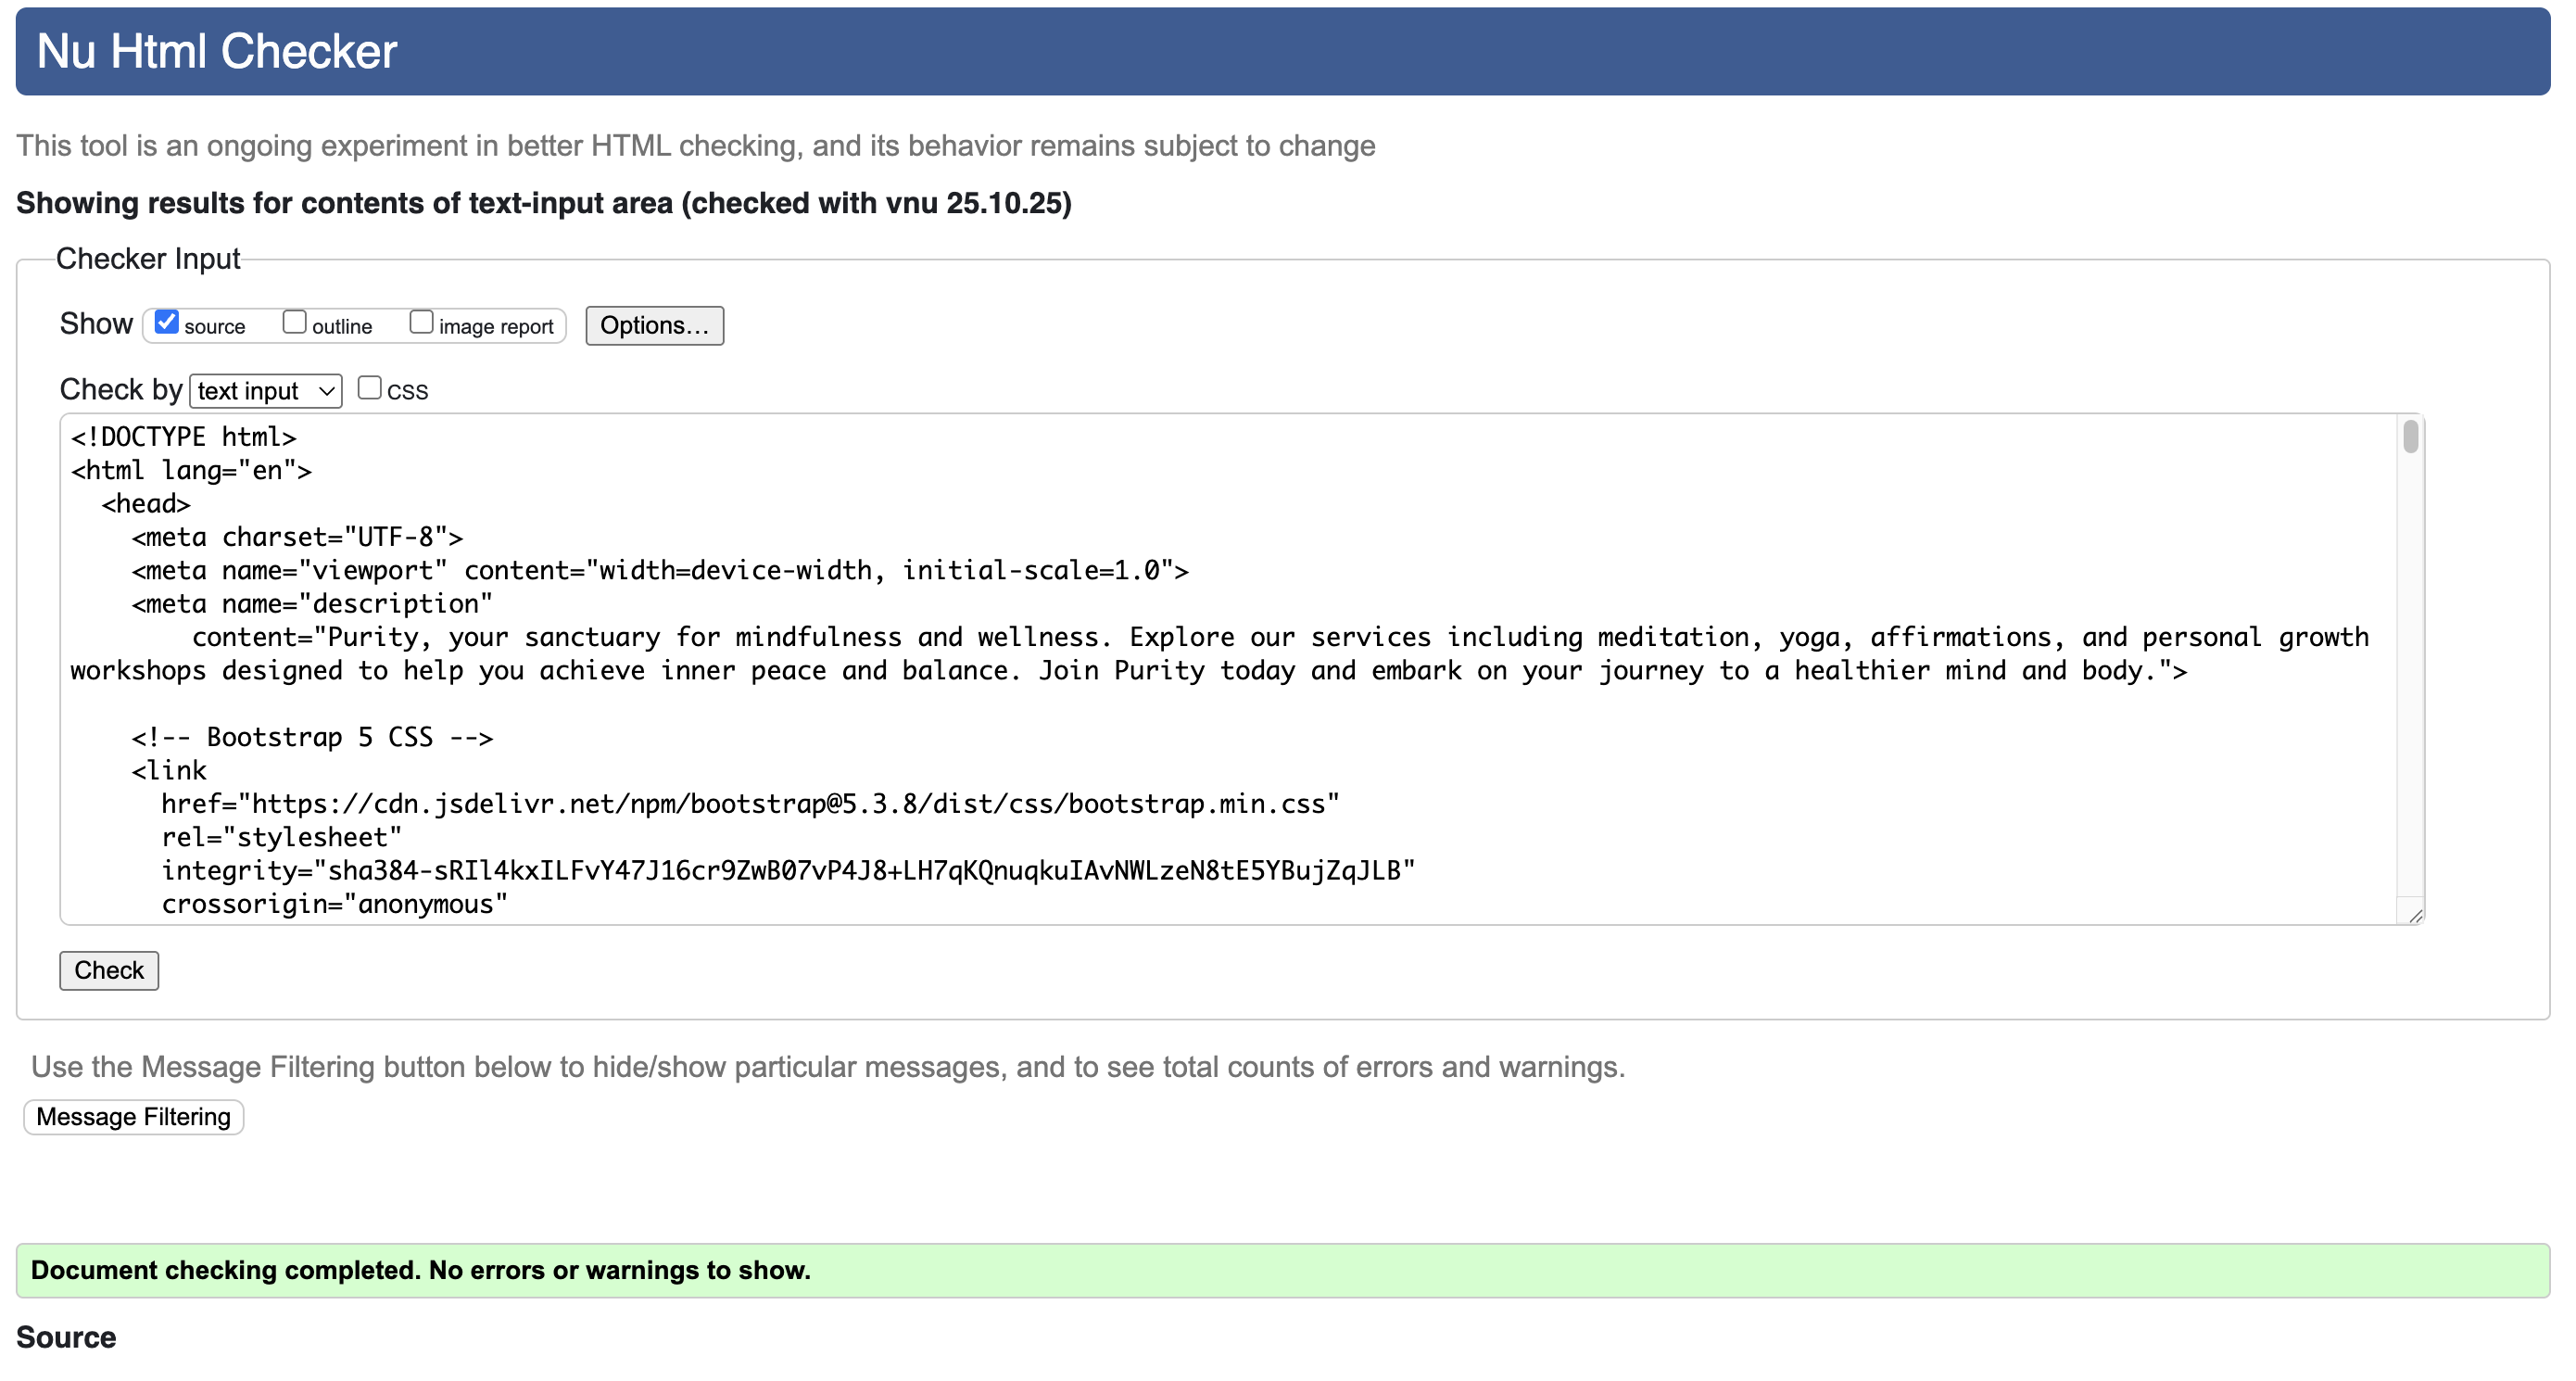 Nu Html Checker
This tool is an ongoing experiment in better HTML checking, and its behavior remains subject to change
Showing results for contents of text-input area (checked with vnu 25.10.25)
Checker Input
Show source outline image report Options...
Check by text input CSS
<!DOCTYPE html>
<html lang="en">
  <head>
    <meta charset="UTF-8">
    <meta name="viewport" content="width=device-width, initial-scale=1.0">
    <meta name="description"
        content="Purity, your sanctuary for mindfulness and wellness. Explore our services including meditation, yoga, affirmations, and personal growth
workshops designed to help you achieve inner peace and balance. Join Purity today and embark on your journey to a healthier mind and body.">
    <!-- Bootstrap 5 CSS -->
    <link
      href="https://cdn.jsdelivr.net/npm/bootstrap@5.3.8/dist/css/bootstrap.min.css"
      rel="stylesheet"
      integrity="sha384-sRIl4kxILFvY47J16cr9ZwB07vP4J8+LH7qKQnuqkuIAvNWLzeN8tE5YBujZqJLB"
      crossorigin="anonymous"
Check
Use the Message Filtering button below to hide/show particular messages, and to see total counts of errors and warnings.
Message Filtering
Document checking completed. No errors or warnings to show.
Source